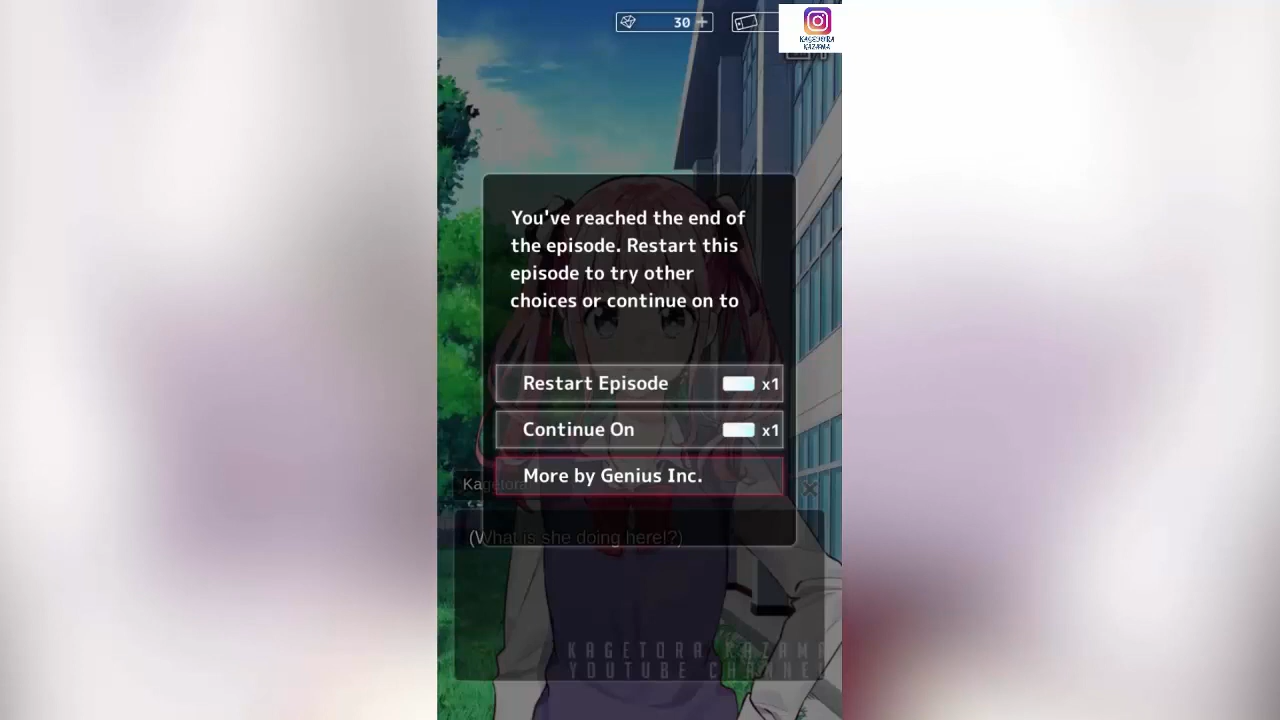 30
KAGETORA
KAZAMA
You've reached the end of
the episode. Restart this
episode to try other
choices or continue on to
Restart Episode x1
Continue On x1
More by Genius Inc.
Kagetora
(What is she doing here!?)
KAGETORA KAZAMA
YOUTUBE CHANNEL